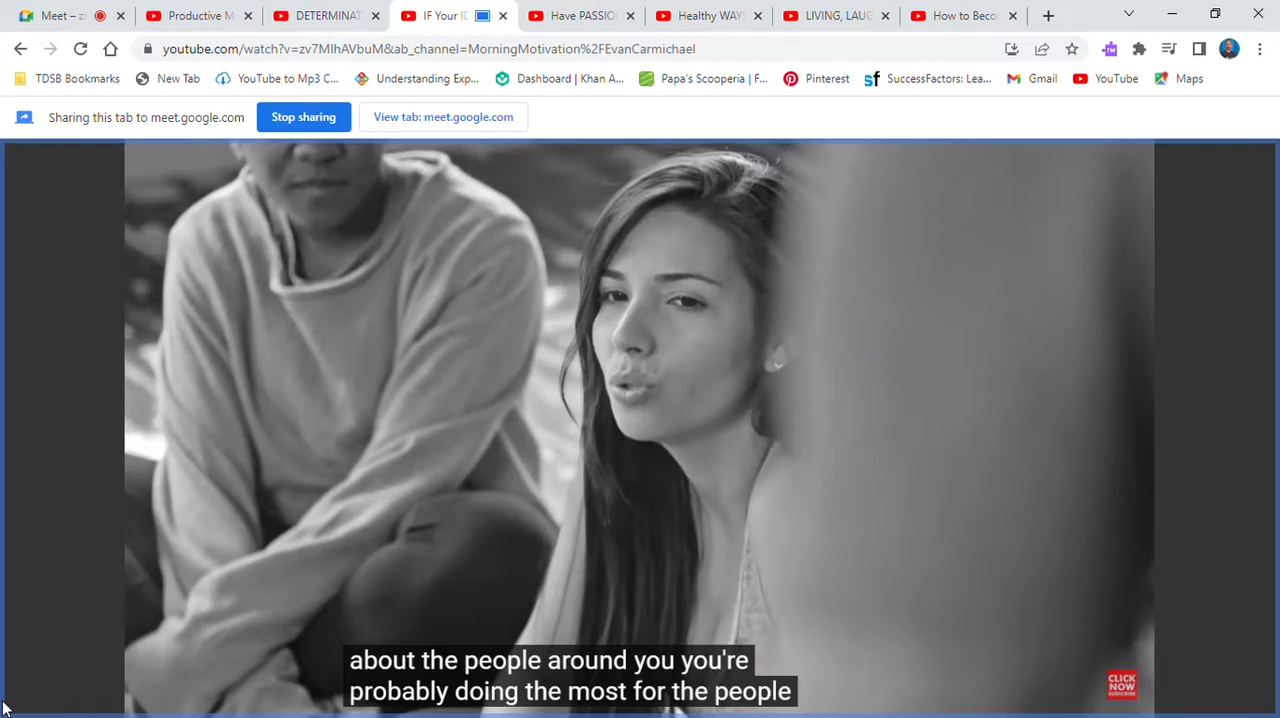 Meet – z
Productive M
DETERMINAT
IF Your I
Have PASSIO
Healthy WAY
LIVING, LAUG
How to Beco
youtube.com/watch?v=zv7MIhAVbuM&ab_channel=MorningMotivation%2FEvanCarmichael
TDSB Bookmarks
New Tab
YouTube to Mp3 C...
Understanding Exp...
Dashboard | Khan A...
Papa's Scooperia | F...
Pinterest
SuccessFactors: Lea...
Gmail
YouTube
Maps
Sharing this tab to meet.google.com
Stop sharing
View tab: meet.google.com
about the people around you you're
probably doing the most for the people
CLICK
NOW
SUBSCRIBE